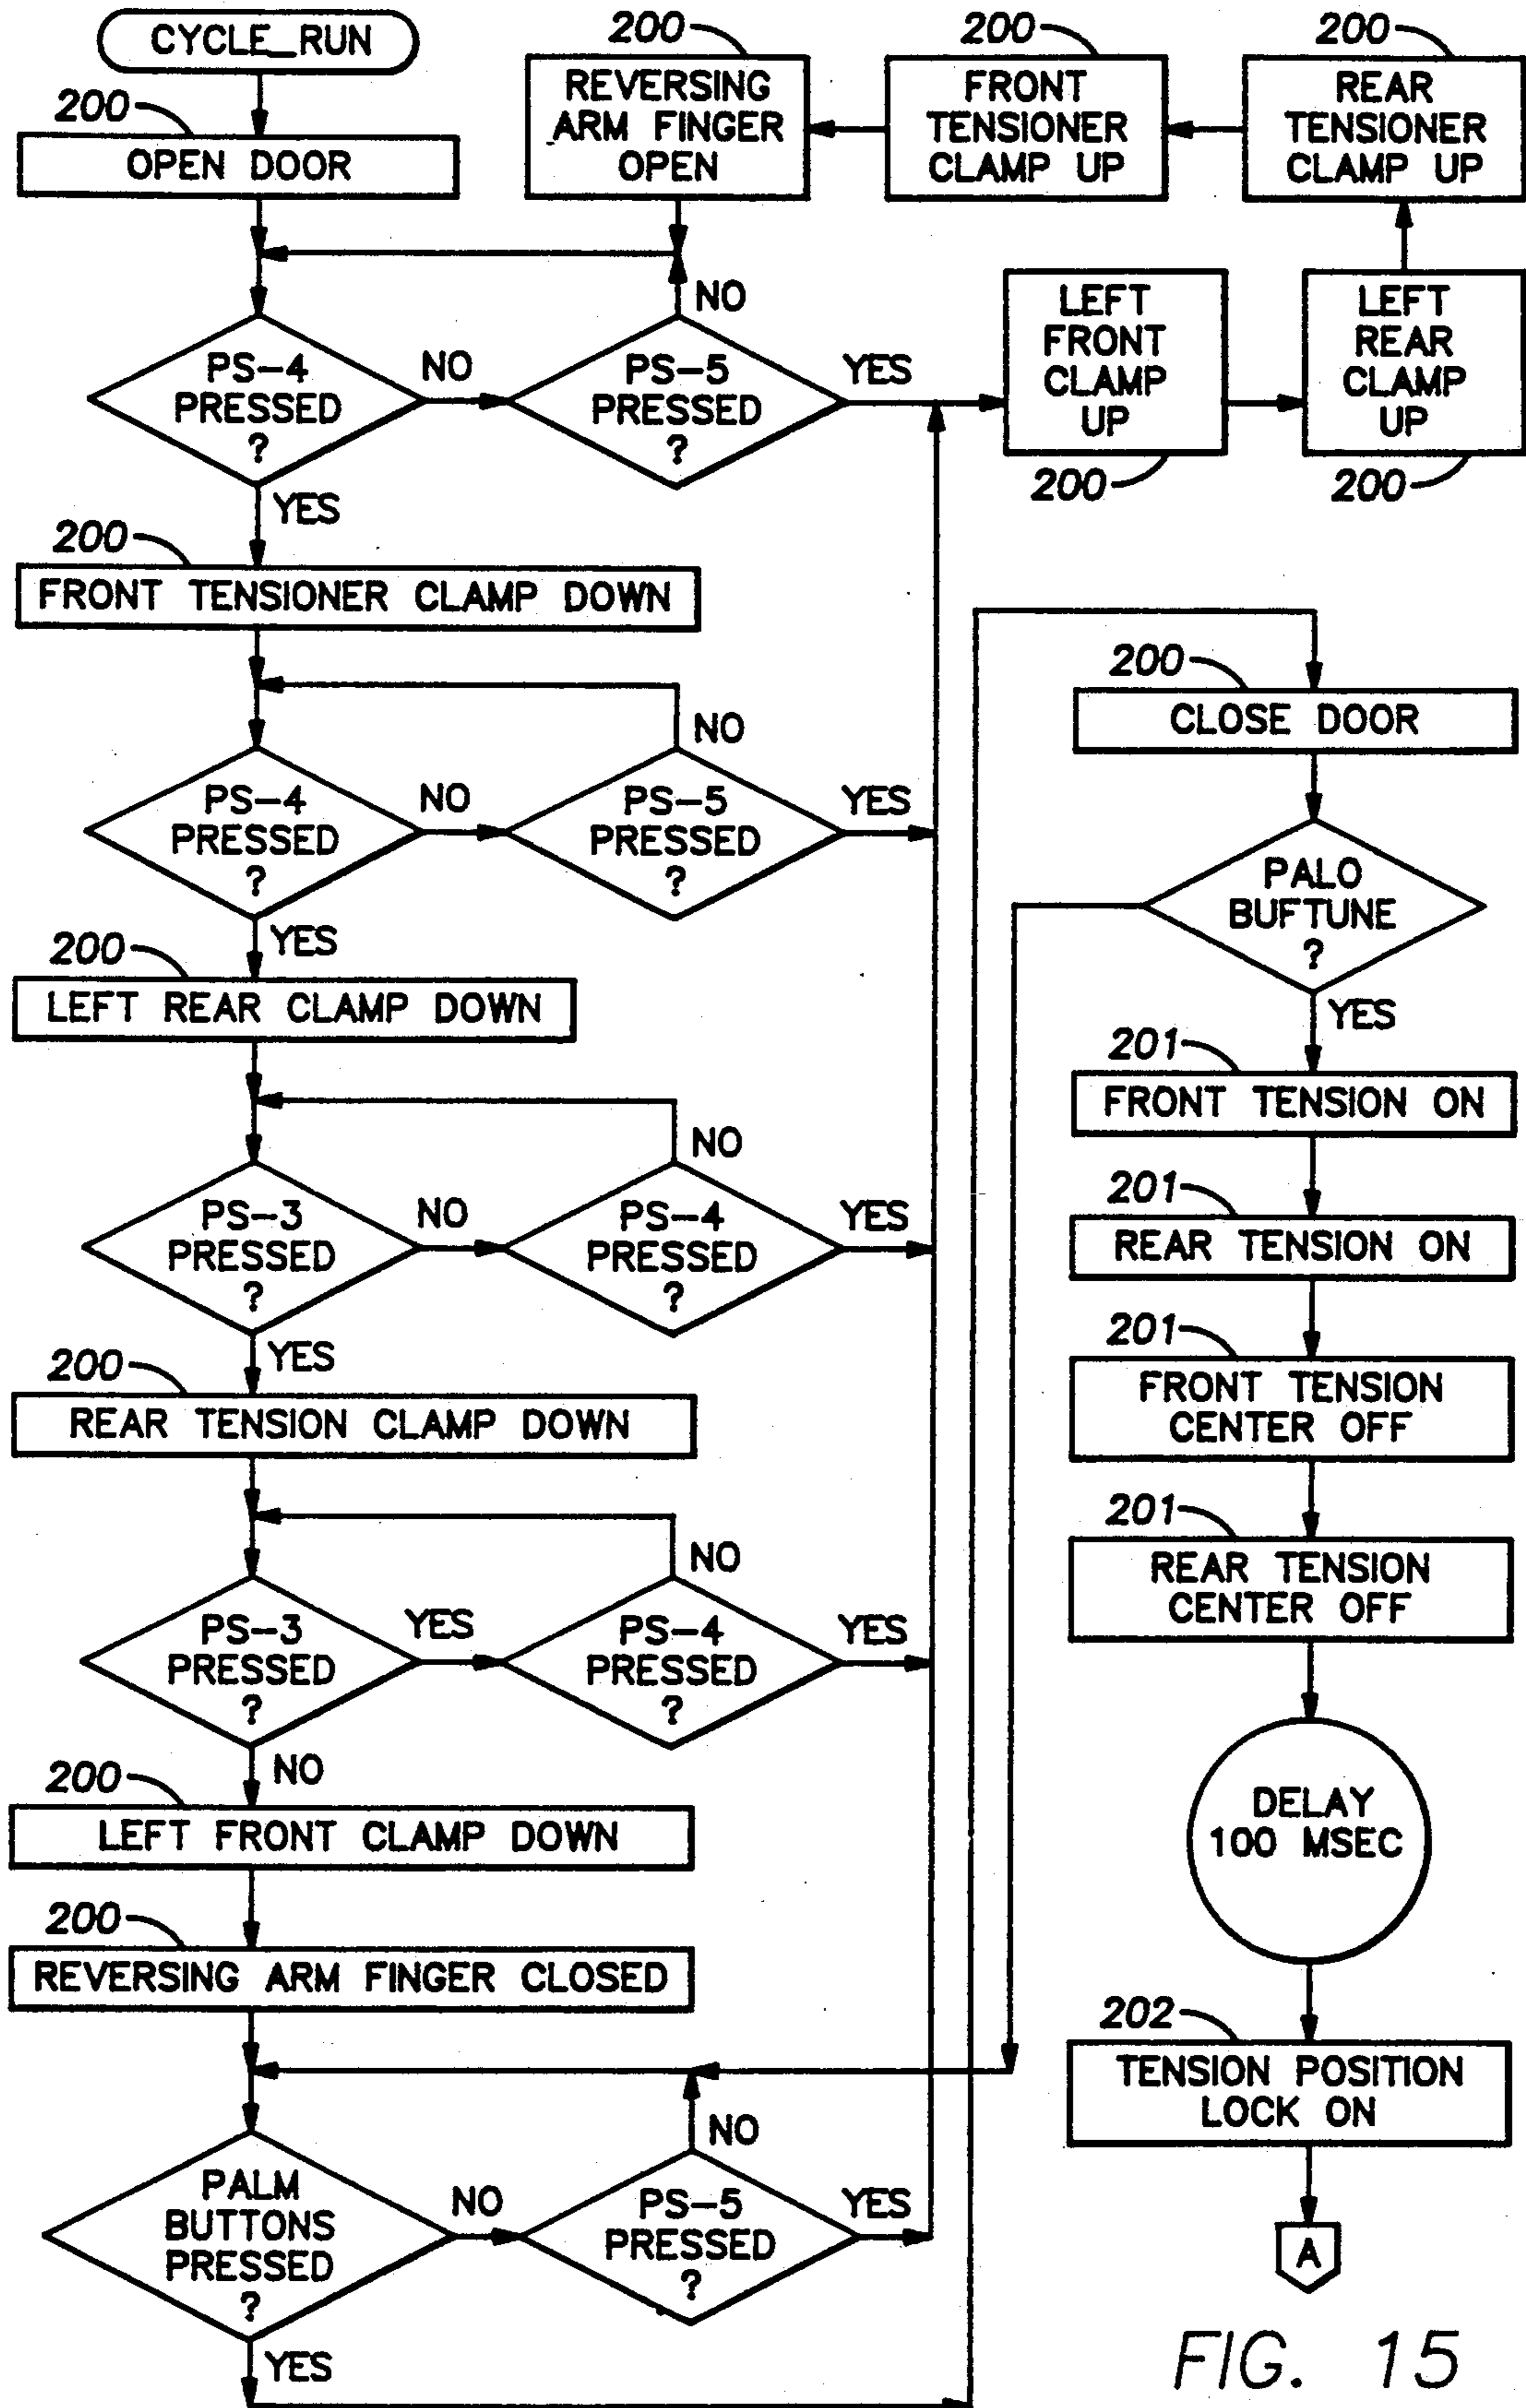 CYCLE_RUN
200
OPEN DOOR
200
REVERSING
ARM FINGER
OPEN
200
FRONT
TENSIONER
CLAMP UP
200
REAR
TENSIONER
CLAMP UP
PS-4
PRESSED
?
NO
YES
PS-5
PRESSED
?
NO
YES
LEFT
FRONT
CLAMP
UP
200
LEFT
REAR
CLAMP
UP
200
200
FRONT TENSIONER CLAMP DOWN
PS-4
PRESSED
?
NO
YES
PS-5
PRESSED
?
NO
YES
200
LEFT REAR CLAMP DOWN
PS-3
PRESSED
?
NO
YES
PS-4
PRESSED
?
NO
YES
200
REAR TENSION CLAMP DOWN
PS-3
PRESSED
?
YES
NO
PS-4
PRESSED
?
NO
YES
200
LEFT FRONT CLAMP DOWN
200
REVERSING ARM FINGER CLOSED
PALM
BUTTONS
PRESSED
?
NO
YES
PS-5
PRESSED
?
NO
YES
200
CLOSE DOOR
PALO
BUFTUNE
?
YES
201
FRONT TENSION ON
201
REAR TENSION ON
201
FRONT TENSION
CENTER OFF
201
REAR TENSION
CENTER OFF
DELAY
100 MSEC
202
TENSION POSITION
LOCK ON
A
FIG. 15